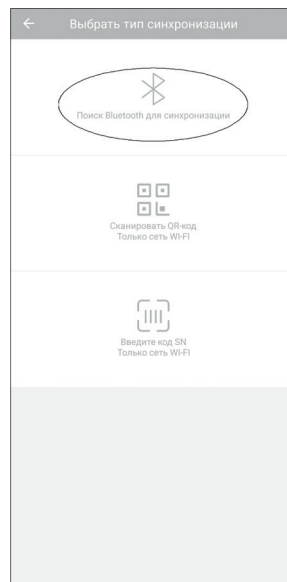 Выбрать тип синхронизации
Поиск Bluetooth для синхронизации
Сканировать QR-код
Только сеть WI-FI
Введите код SN
Только сеть WI-FI